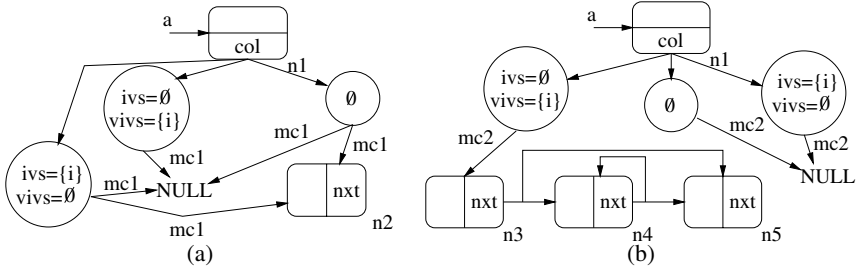 a
col
n1
ivs=Ø
vivs={i}
Ø
mc1
mc1
mc1
ivs={i}
vivs=Ø
mc1
NULL
mc1
nxt
n2
(a)
a
col
n1
ivs=Ø
vivs={i}
Ø
ivs={i}
vivs=Ø
mc2
mc2
mc2
NULL
nxt
n3
nxt
n4
nxt
n5
(b)